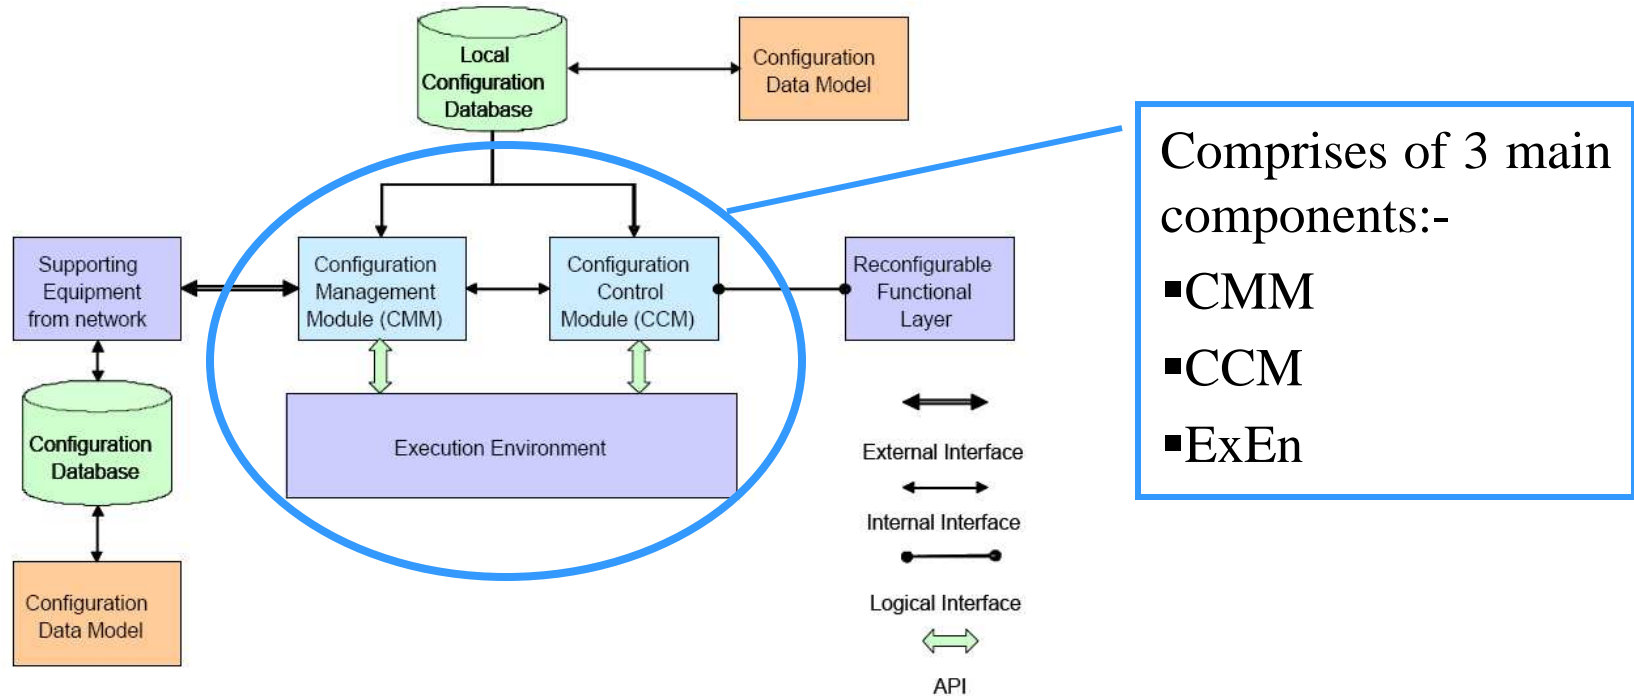 Local
Configuration
Database
Configuration
Data Model
Comprises of 3 main
components:-
▪CMM
▪CCM
▪ExEn
Supporting
Equipment
from network
Configuration
Management
Module (CMM)
Configuration
Control
Module (CCM)
Reconfigurable
Functional
Layer
Configuration
Database
Execution Environment
External Interface
Internal Interface
Logical Interface
API
Configuration
Data Model